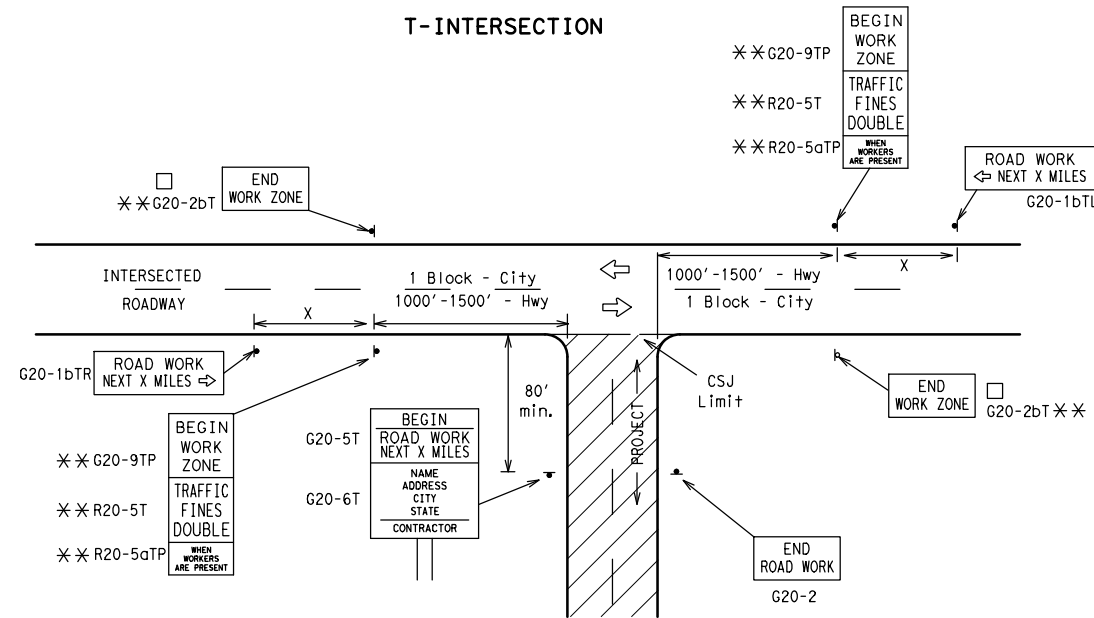 T-INTERSECTION
✳✳G20-9TP
BEGIN
WORK
ZONE
✳✳R20-5T
TRAFFIC
FINES
DOUBLE
✳✳R20-5aTP
WHEN
WORKERS
ARE PRESENT
ROAD WORK
⇦ NEXT X MILES
G20-1bTL
□
✳✳G20-2bT
END
WORK ZONE
INTERSECTED
ROADWAY
1 Block - City
1000'-1500' - Hwy
X
1000'-1500' - Hwy
1 Block - City
X
G20-1bTR
ROAD WORK
NEXT X MILES ⇨
80'
min.
CSJ
Limit
PROJECT
END
WORK ZONE
□
G20-2bT ✳✳
✳✳ G20-9TP
BEGIN
WORK
ZONE
✳✳ R20-5T
TRAFFIC
FINES
DOUBLE
✳✳ R20-5aTP
WHEN
WORKERS
ARE PRESENT
G20-5T
BEGIN
ROAD WORK
NEXT X MILES
G20-6T
NAME
ADDRESS
CITY
STATE
CONTRACTOR
END
ROAD WORK
G20-2